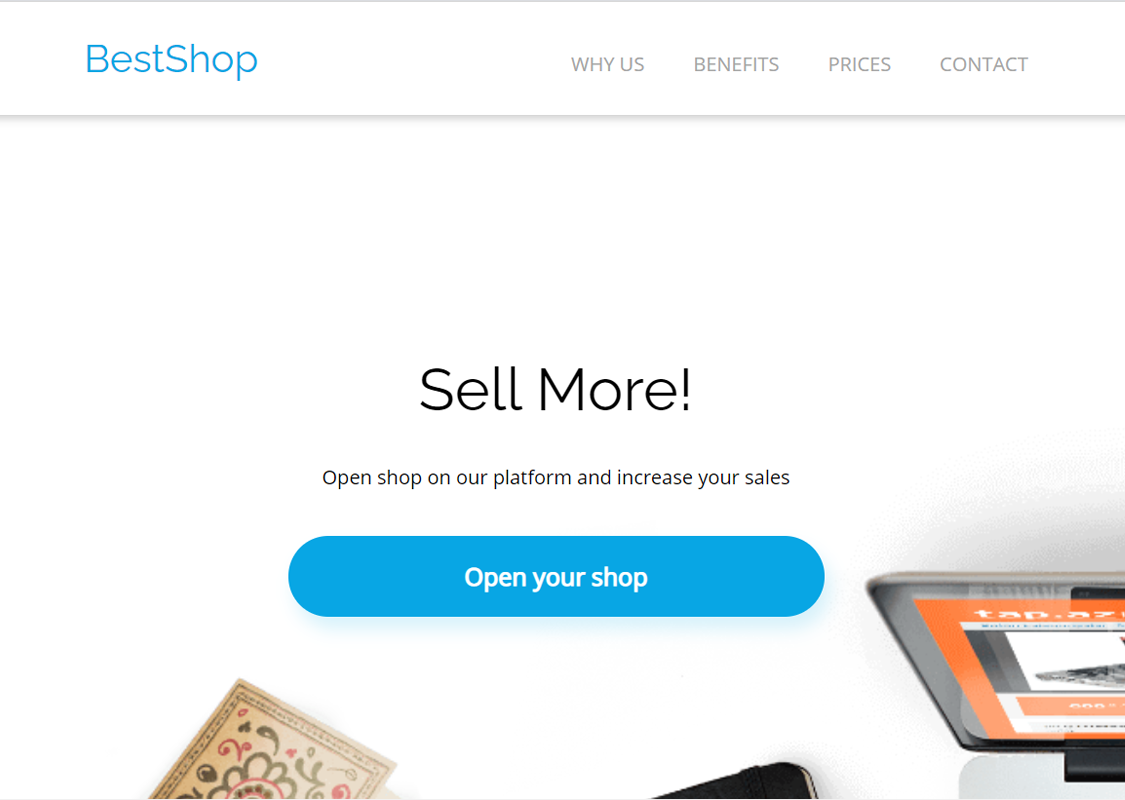 BestShop
WHY US
BENEFITS
PRICES
CONTACT
Sell More!
Open shop on our platform and increase your sales
Open your shop
tap.az